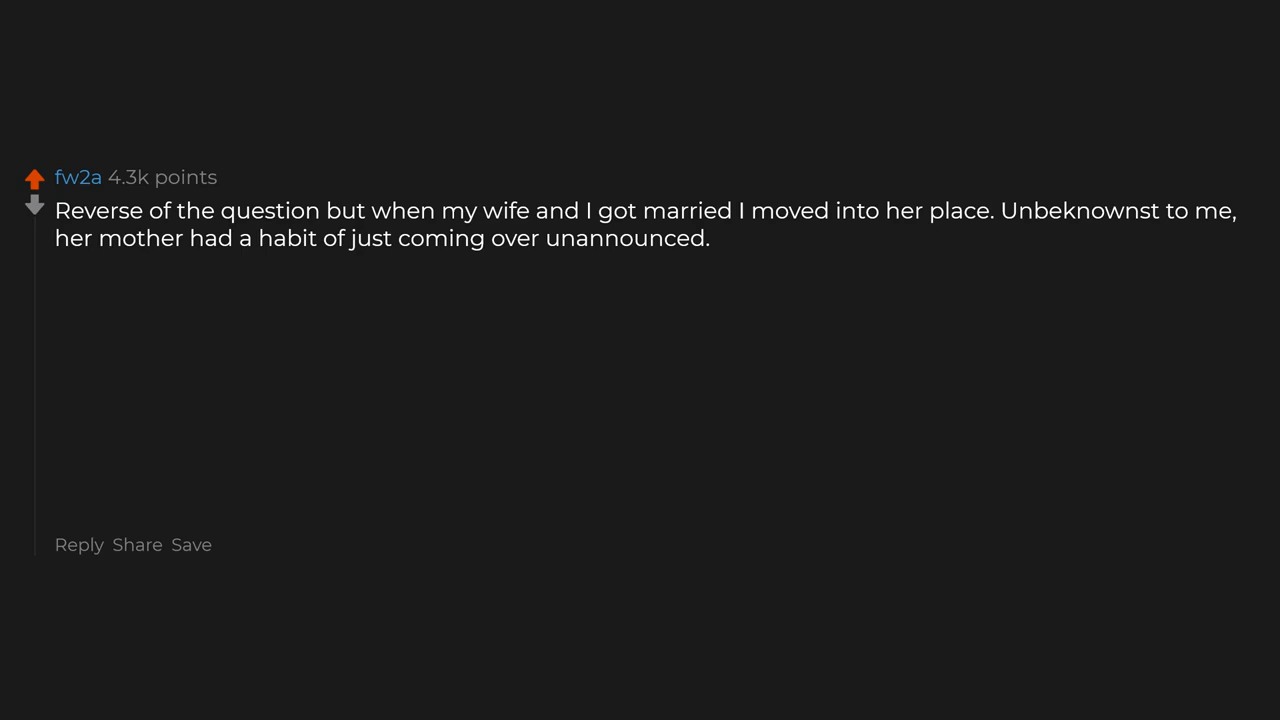 fw2a 4.3k points
Reverse of the question but when my wife and I got married I moved into her place. Unbeknownst to me,
her mother had a habit of just coming over unannounced.
Reply Share Save